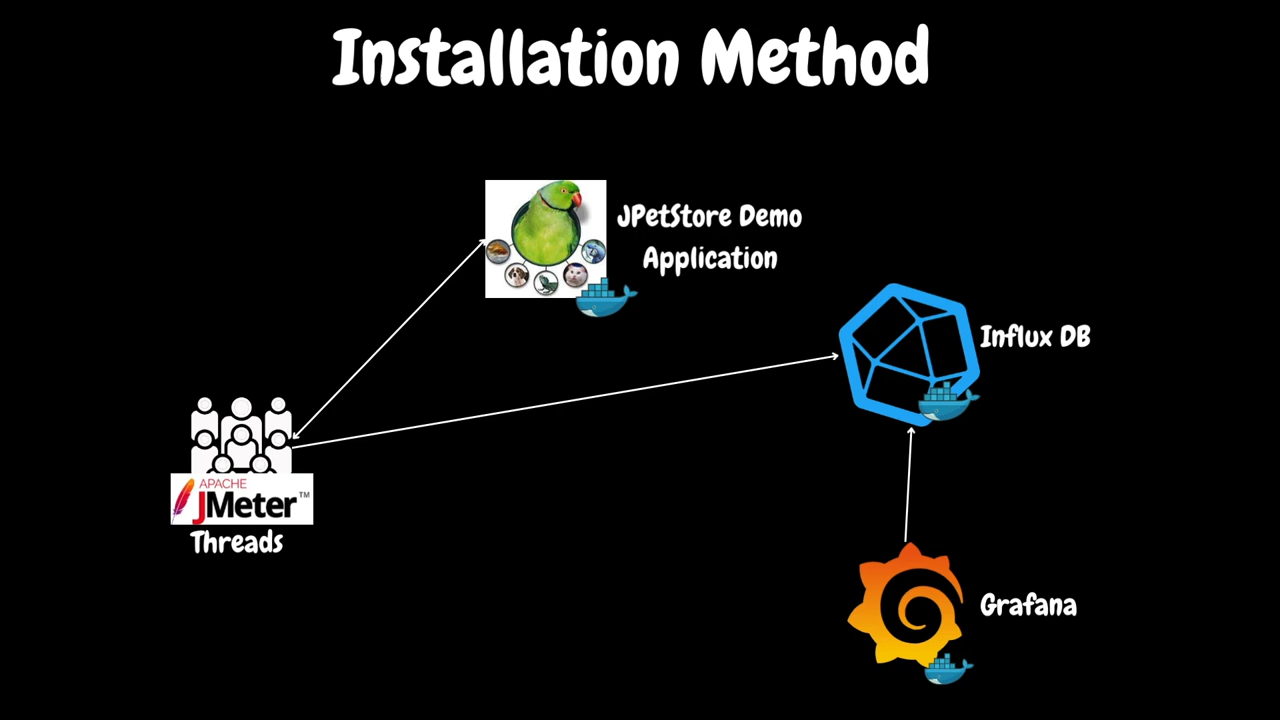 Installation Method
JPetStore Demo
Application
Influx DB
APACHE
JMeter™
Threads
Grafana